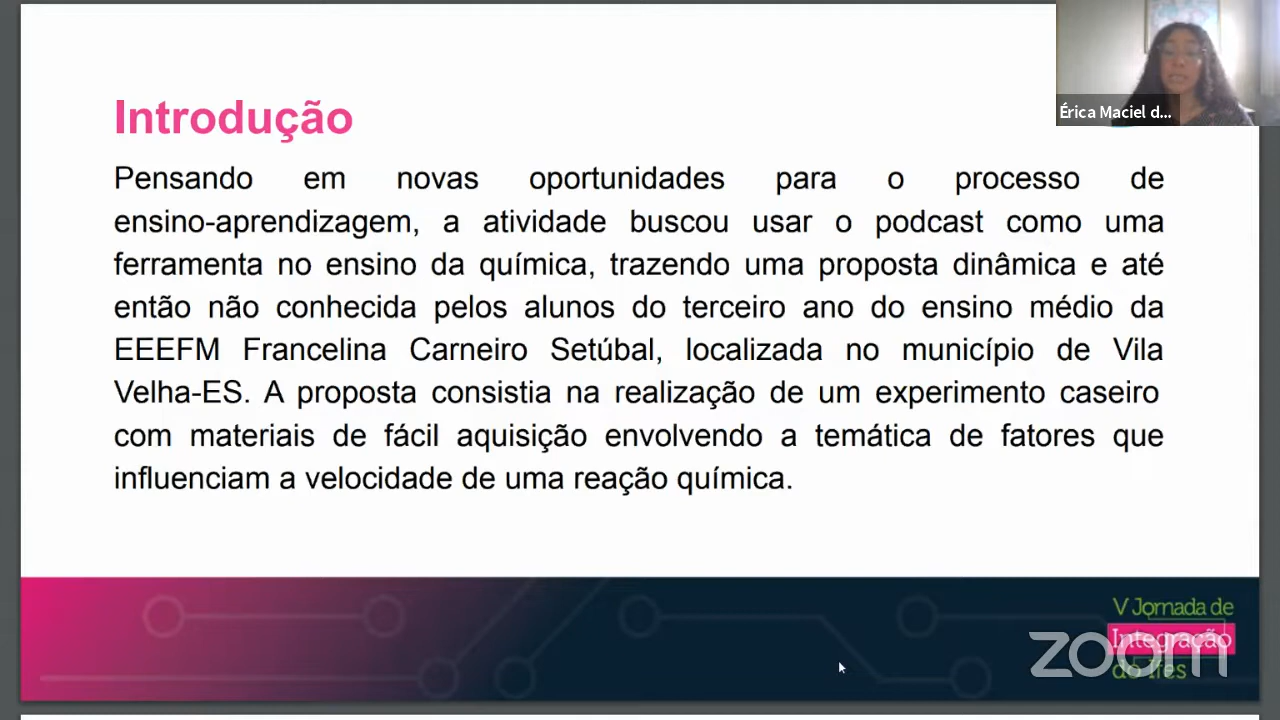 Introdução
Érica Maciel d...
Pensando em novas oportunidades para o processo de
ensino-aprendizagem, a atividade buscou usar o podcast como uma
ferramenta no ensino da química, trazendo uma proposta dinâmica e até
então não conhecida pelos alunos do terceiro ano do ensino médio da
EEEFM Francelina Carneiro Setúbal, localizada no município de Vila
Velha-ES. A proposta consistia na realização de um experimento caseiro
com materiais de fácil aquisição envolvendo a temática de fatores que
influenciam a velocidade de uma reação química.
V Jornada de
Integração
do Ifes
zoom